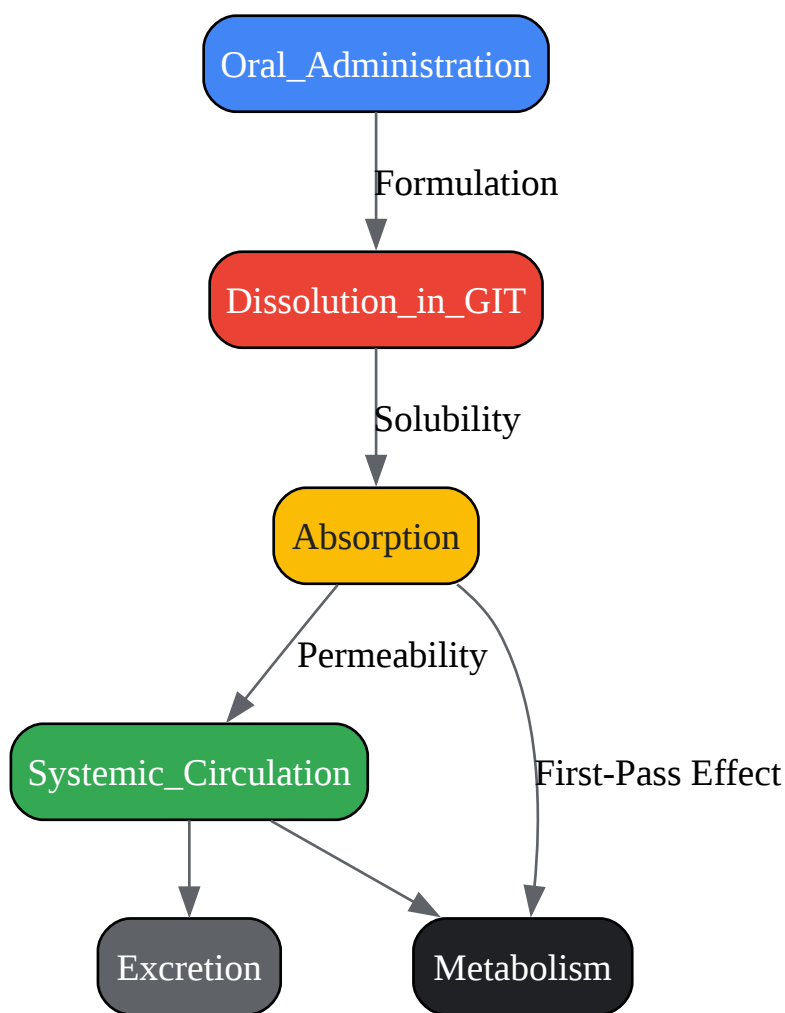 Oral_Administration
Formulation
Dissolution_in_GIT
Solubility
Absorption
Permeability
Systemic_Circulation
First-Pass Effect
Excretion
Metabolism